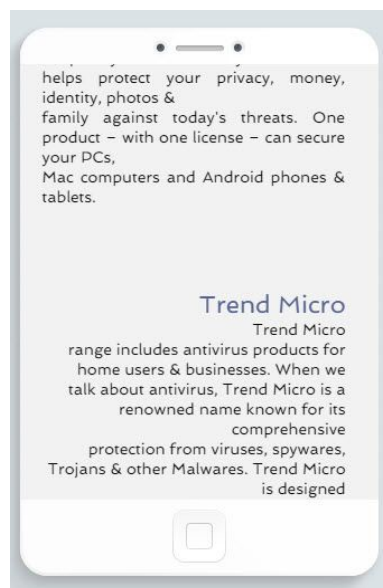 helps protect your privacy, money,
identity, photos &
family against today's threats. One
product – with one license – can secure
your PCs,
Mac computers and Android phones &
tablets.
Trend Micro
Trend Micro
range includes antivirus products for
home users & businesses. When we
talk about antivirus, Trend Micro is a
renowned name known for its
comprehensive
protection from viruses, spywares,
Trojans & other Malwares. Trend Micro
is designed